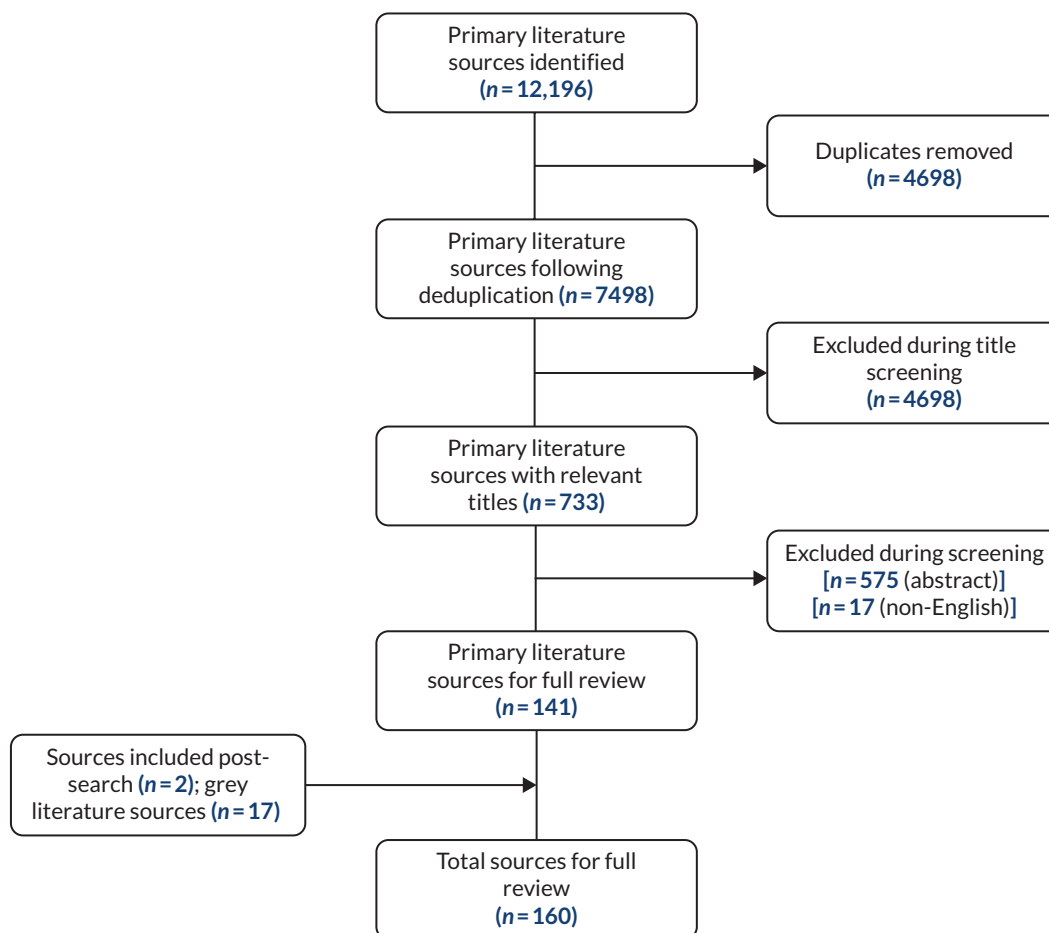 Primary literature
sources identified
(n = 12,196)
Duplicates removed
(n = 4698)
Primary literature
sources following
deduplication (n = 7498)
Excluded during title
screening
(n = 4698)
Primary literature
sources with relevant
titles (n = 733)
Excluded during screening
[n = 575 (abstract)]
[n = 17 (non-English)]
Primary literature
sources for full review
(n = 141)
Sources included post-
search (n = 2); grey
literature sources (n = 17)
Total sources for full
review
(n = 160)